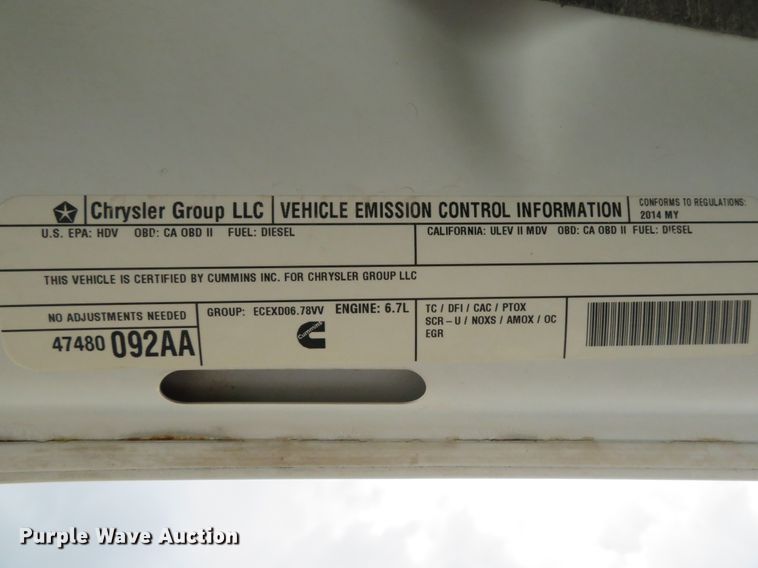 Chrysler Group LLC
VEHICLE EMISSION CONTROL INFORMATION
CONFORMS TO REGULATIONS:
2014 MY
U.S. EPA: HDV OBD: CA OBD II FUEL: DIESEL
CALIFORNIA: ULEV II MDV OBD: CA OBD II FUEL: DIESEL
THIS VEHICLE IS CERTIFIED BY CUMMINS INC. FOR CHRYSLER GROUP LLC
NO ADJUSTMENTS NEEDED
47480 092AA
GROUP: ECEXD06.78VV ENGINE: 6.7L
Cummins
TC / DFI / CAC / PTOX
SCR - U / NOXS / AMOX / OC
EGR
Purple Wave Auction